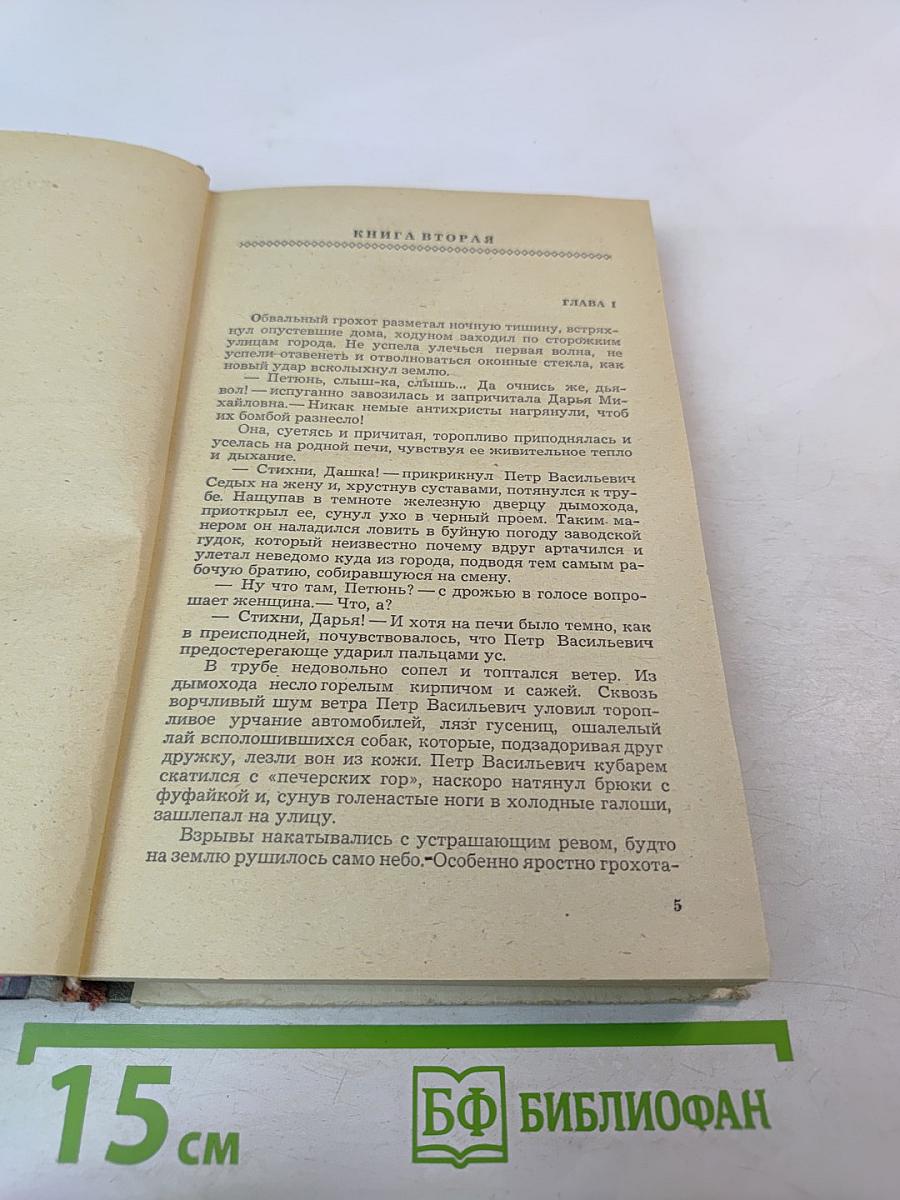 КНИГА ВТОРАЯ
ГЛАВА I
Обвальный грохот разметал ночную тишину, встрях-
нул опустевшие дома, ходуном заходил по сторожким
улицам города. Не успела улечься первая волна, не
успели отзвенеть и отволноваться оконные стекла, как
новый удар всколыхнул землю.
— Петюнь, слыш-ка, слышь... Да очнись же, дья-
вол! — испуганно завозилась и запричитала Дарья Ми-
хайловна.— Никак немые антихристы нагрянули, чтоб
их бомбой разнесло!
Она, суетясь и причитая, торопливо приподнялась и
уселась на родной печи, чувствуя ее живительное тепло
и дыхание.
— Стихни, Дашка! — прикрикнул Петр Васильевич
Седых на жену и, хрустнув суставами, потянулся к тру-
бе. Нащупав в темноте железную дверцу дымохода,
приоткрыл ее, сунул ухо в черный проем. Таким ма-
нером он наладился ловить в буйную погоду заводской
гудок, который неизвестно почему вдруг артачился и
улетал неведомо куда из города, подводя тем самым ра-
бочую братию, собиравшуюся на смену.
— Ну что там, Петюнь? — с дрожью в голосе вопро-
шает женщина.— Что, а?
— Стихни, Дарья! — И хотя на печи было темно, как
в преисподней, почувствовалось, что Петр Васильевич
предостерегающе ударил пальцами ус.
В трубе недовольно сопел и топтался ветер. Из
дымохода несло горелым кирпичом и сажей. Сквозь
ворчливый шум ветра Петр Васильевич уловил тороп-
ливое урчание автомобилей, лязг гусениц, ошалелый
лай всполошившихся собак, которые, подзадоривая друг
дружку, лезли вон из кожи. Петр Васильевич кубарем
скатился с «печерских гор», наскоро натянул брюки с
фуфайкой и, сунув голенастые ноги в холодные галоши,
зашлепал на улицу.
Взрывы накатывались с устрашающим ревом, будто
на землю рушилось само небо. Особенно яростно грохота-
5
15 см
БФ БИБЛИОФАН